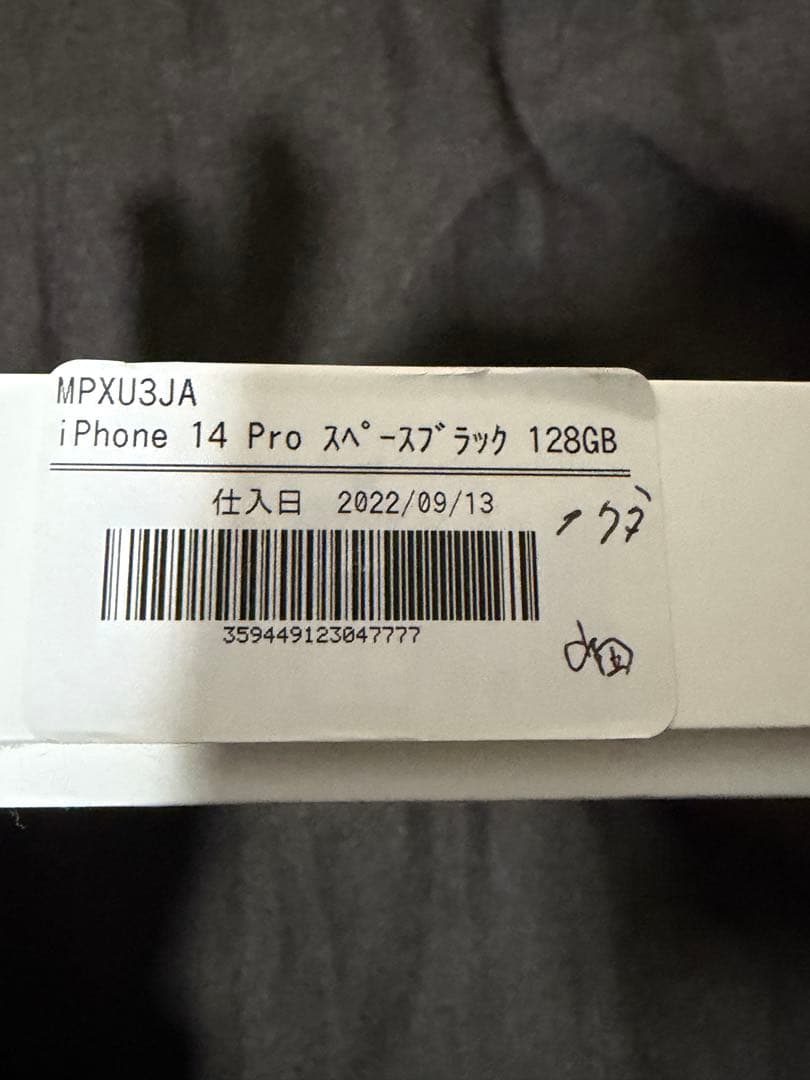 MPXU3JA
iPhone 14 Pro ｽﾍﾟｰｽﾌﾞﾗｯｸ 128GB
仕入日 2022/09/13
359449123047777